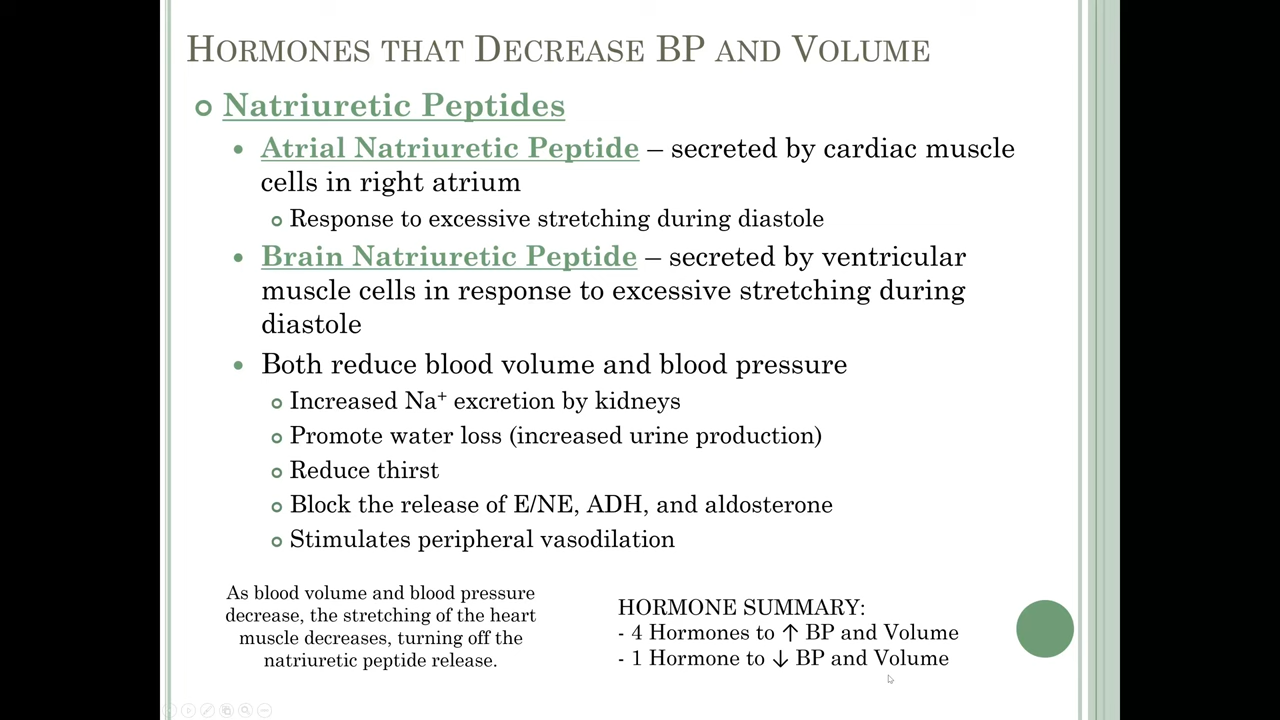 HORMONES THAT DECREASE BP AND VOLUME
Natriuretic Peptides
Atrial Natriuretic Peptide – secreted by cardiac muscle
cells in right atrium
Response to excessive stretching during diastole
Brain Natriuretic Peptide – secreted by ventricular
muscle cells in response to excessive stretching during
diastole
Both reduce blood volume and blood pressure
Increased Na⁺ excretion by kidneys
Promote water loss (increased urine production)
Reduce thirst
Block the release of E/NE, ADH, and aldosterone
Stimulates peripheral vasodilation
As blood volume and blood pressure
decrease, the stretching of the heart
muscle decreases, turning off the
natriuretic peptide release.
HORMONE SUMMARY:
- 4 Hormones to ↑ BP and Volume
- 1 Hormone to ↓ BP and Volume